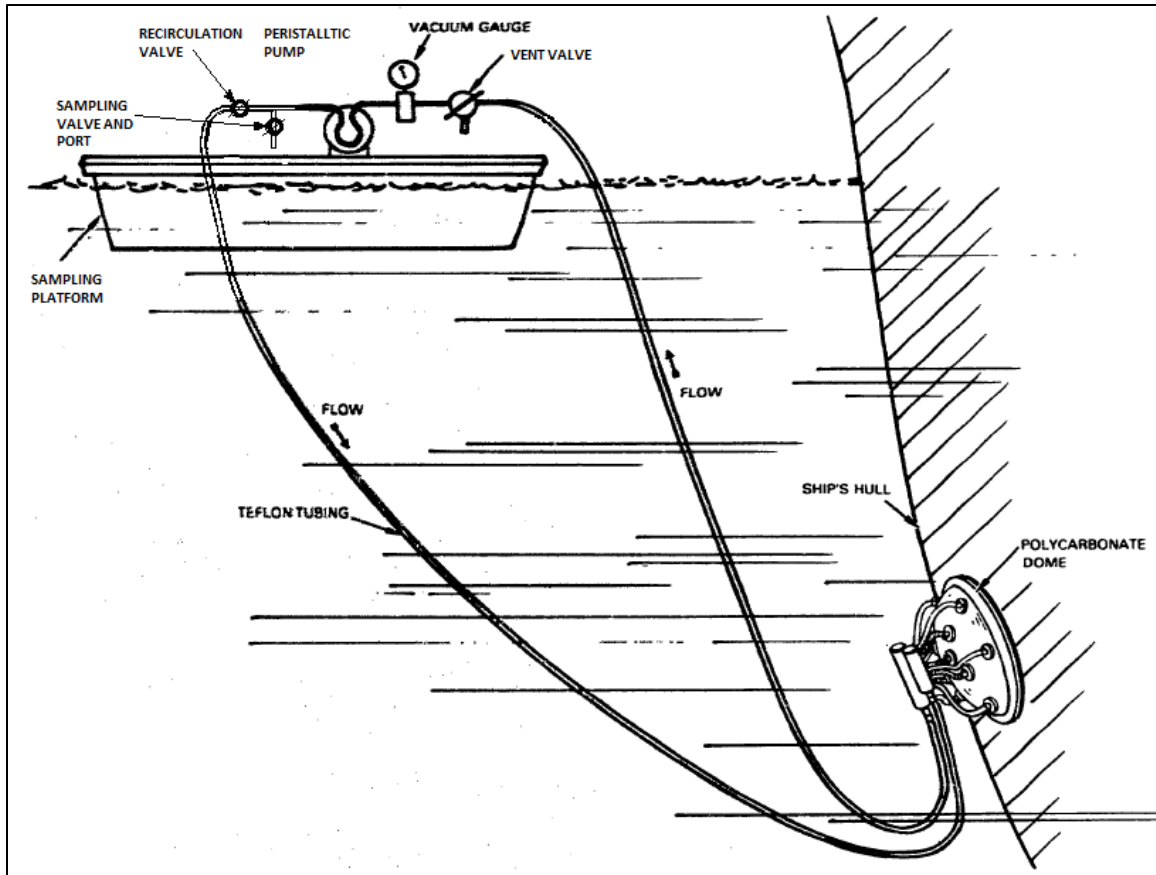 RECIRCULATION
VALVE
PERISTALLTIC
PUMP
VACUUM GAUGE
VENT VALVE
SAMPLING
VALVE AND
PORT
SAMPLING
PLATFORM
FLOW
FLOW
TEFLON TUBING
SHIP'S HULL
POLYCARBONATE
DOME